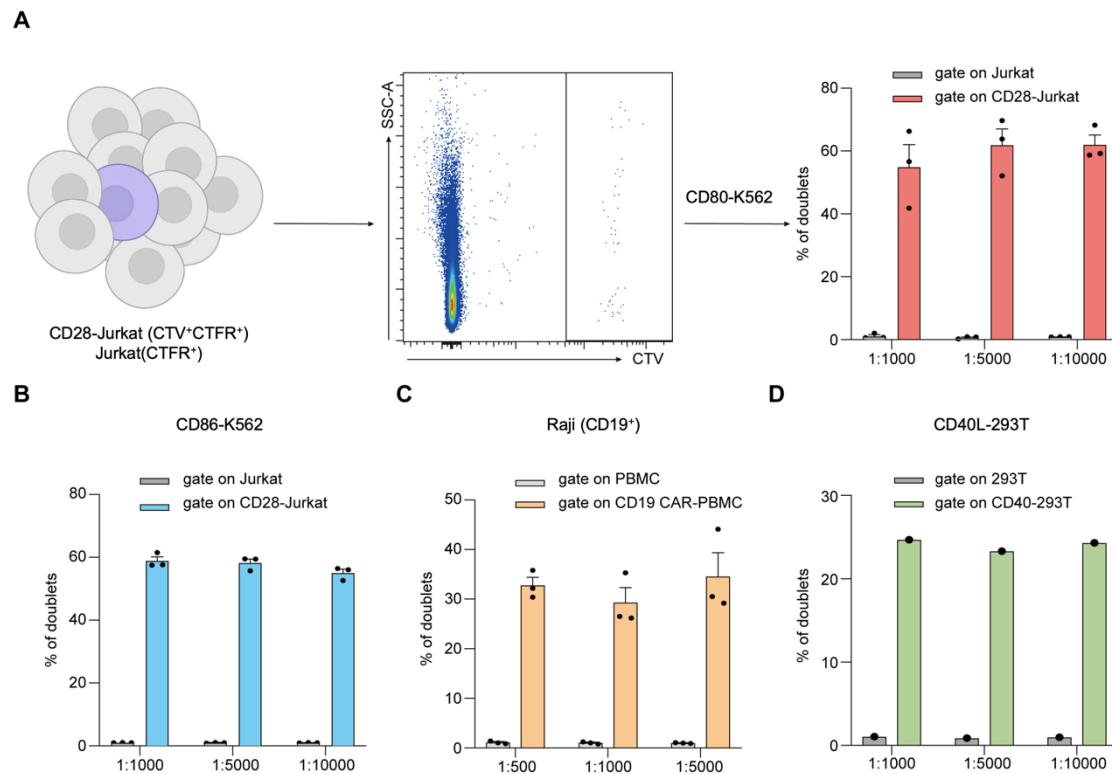 A
CD28-Jurkat (CTV⁺CTFR⁺)
Jurkat(CTFR⁺)
SSC-A
CTV
CD80-K562
gate on Jurkat
gate on CD28-Jurkat
% of doublets
80
60
40
20
0
1:1000
1:5000
1:10000
B
CD86-K562
gate on Jurkat
gate on CD28-Jurkat
% of doublets
80
60
40
20
0
1:1000
1:5000
1:10000
C
Raji (CD19⁺)
gate on PBMC
gate on CD19 CAR-PBMC
% of doublets
50
40
30
20
10
0
1:500
1:1000
1:5000
D
CD40L-293T
gate on 293T
gate on CD40-293T
% of doublets
30
20
10
0
1:1000
1:5000
1:10000